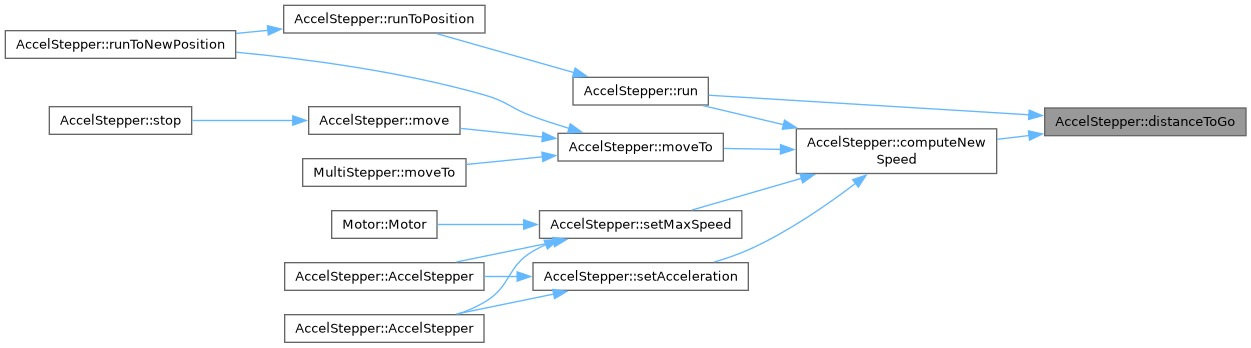 AccelStepper::runToPosition
AccelStepper::runToNewPosition
AccelStepper::run
AccelStepper::stop
AccelStepper::move
AccelStepper::distanceToGo
AccelStepper::computeNew
Speed
AccelStepper::moveTo
MultiStepper::moveTo
Motor::Motor
AccelStepper::setMaxSpeed
AccelStepper::AccelStepper
AccelStepper::setAcceleration
AccelStepper::AccelStepper